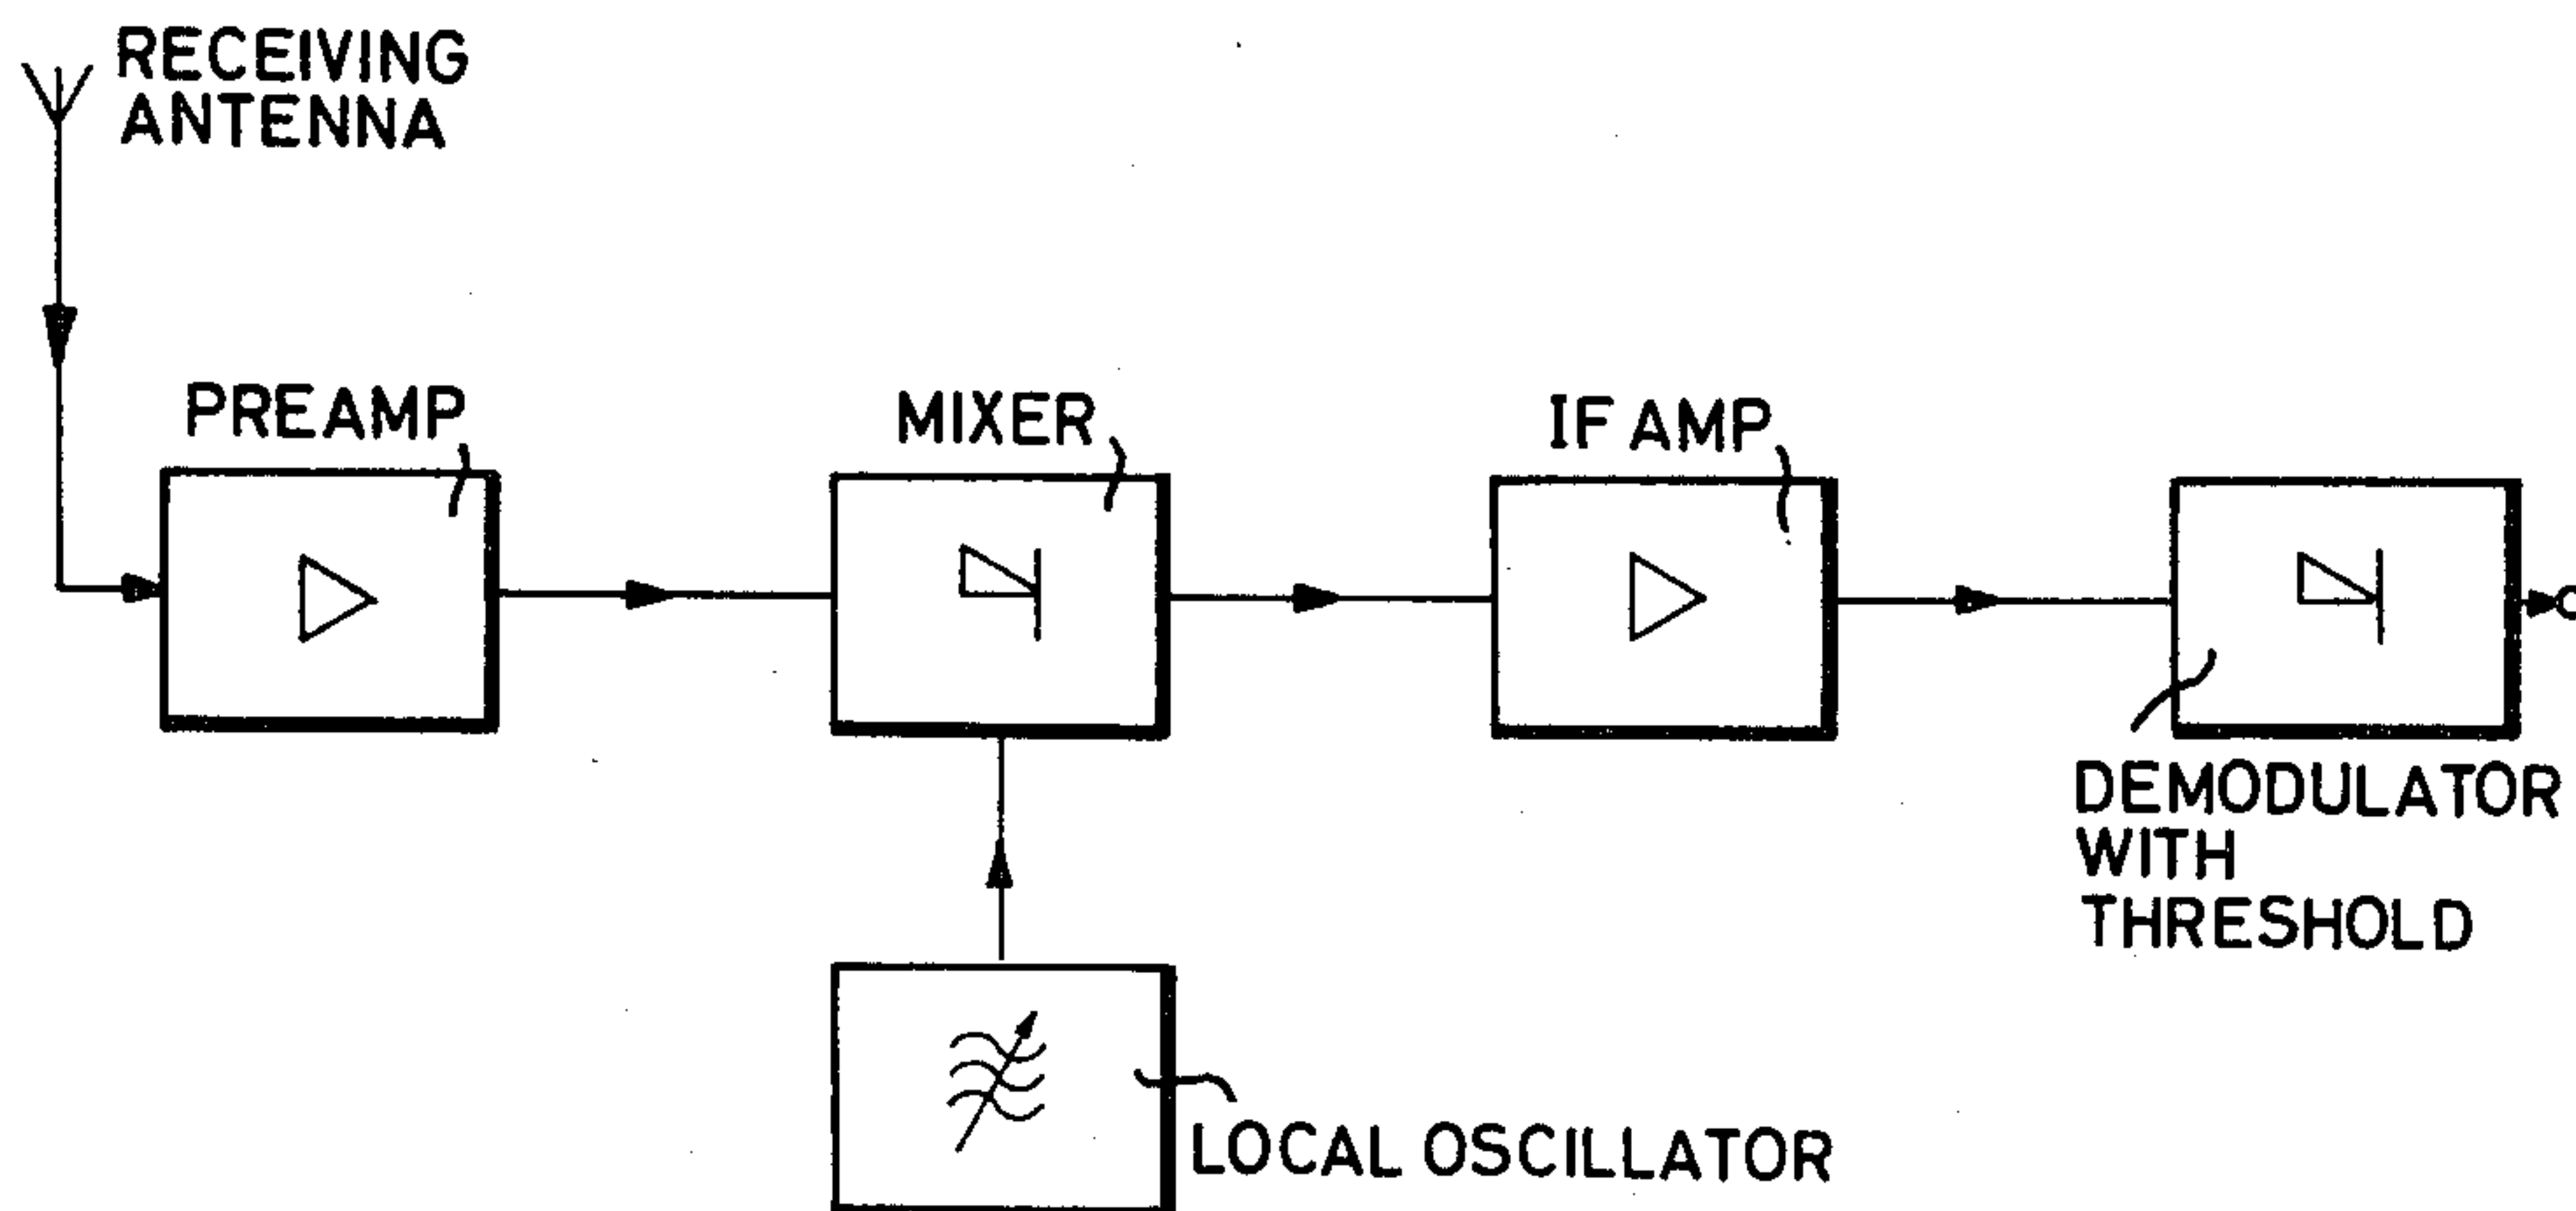 RECEIVING
ANTENNA
PREAMP
MIXER
IF AMP
DEMODULATOR
WITH
THRESHOLD
LOCAL OSCILLATOR